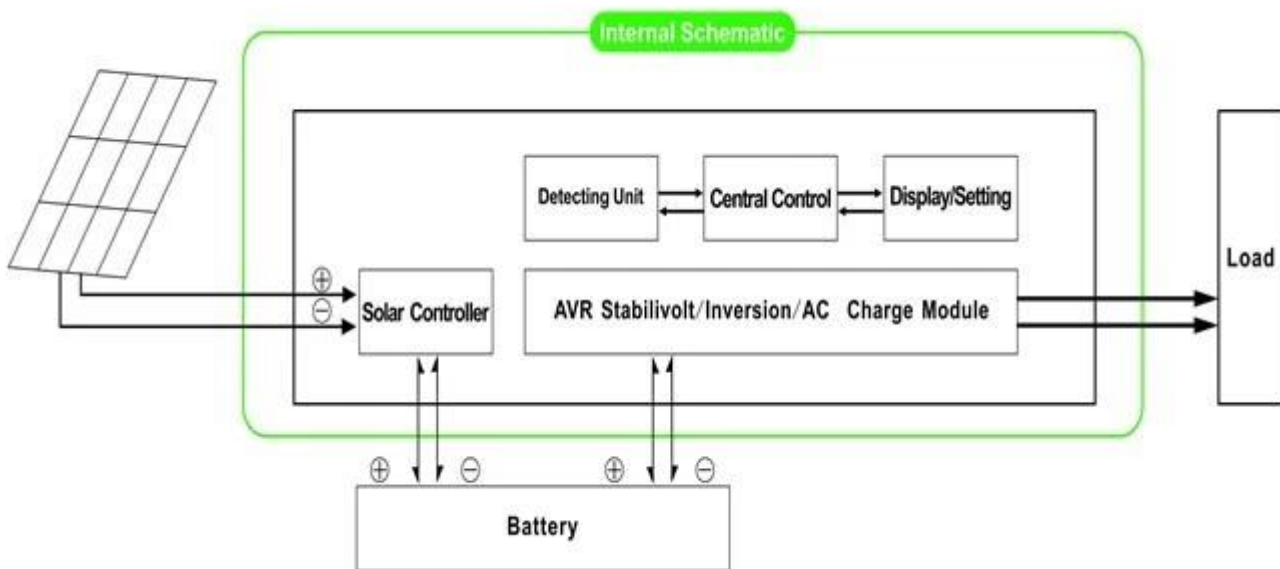 Internal Schematic
Detecting Unit
Central Control
Display/Setting
Load
⊕
⊖
Solar Controller
AVR Stabilivolt/Inversion/AC Charge Module
⊕ ⊖ ⊕ ⊖
Battery